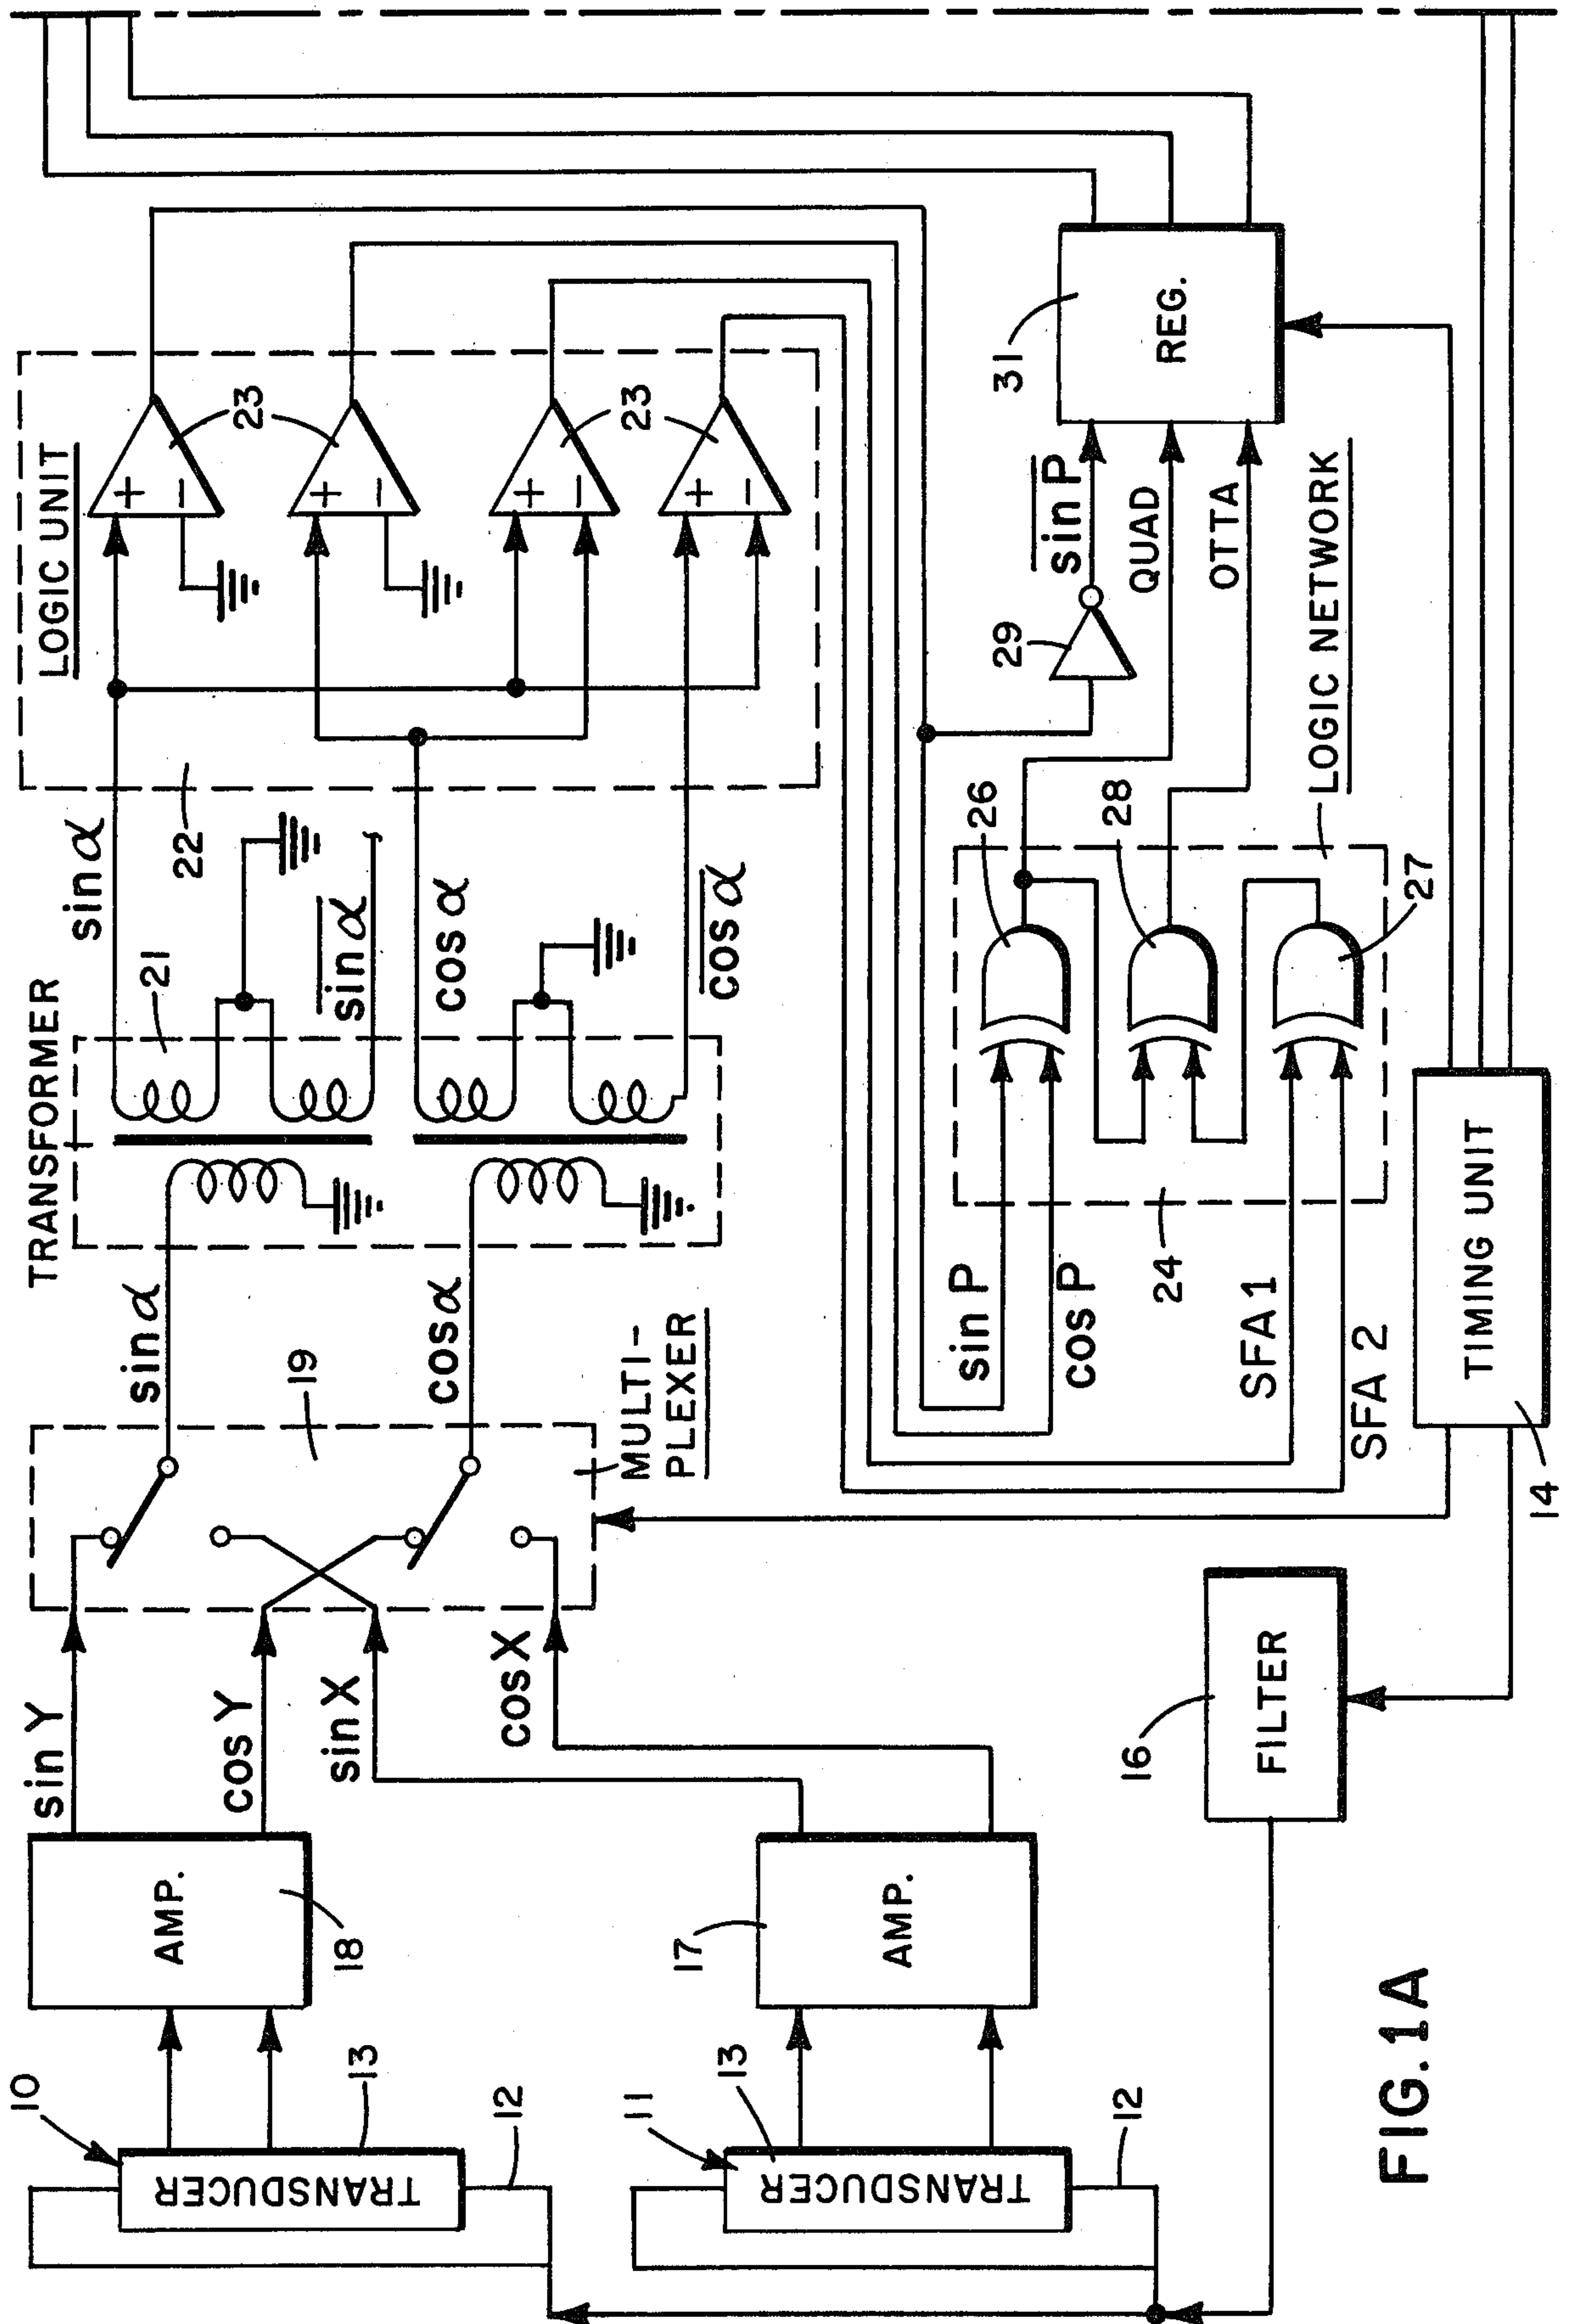 TRANSFORMER
21
LOGIC UNIT
22
23
23
sin α
sin α
cos α
cos α
sin α
cos α
+
−
+
−
+
−
+
−
19
MULTI-
PLEXER
sin Y
cos Y
sin X
cos X
AMP.
18
AMP.
17
10
TRANSDUCER
13
12
11
TRANSDUCER
13
12
16
FILTER
TIMING UNIT
14
sin P
cos P
SFA 1
SFA 2
24
26
28
27
LOGIC NETWORK
29
sin P
QUAD
OTTA
31
REG.
FIG.1A